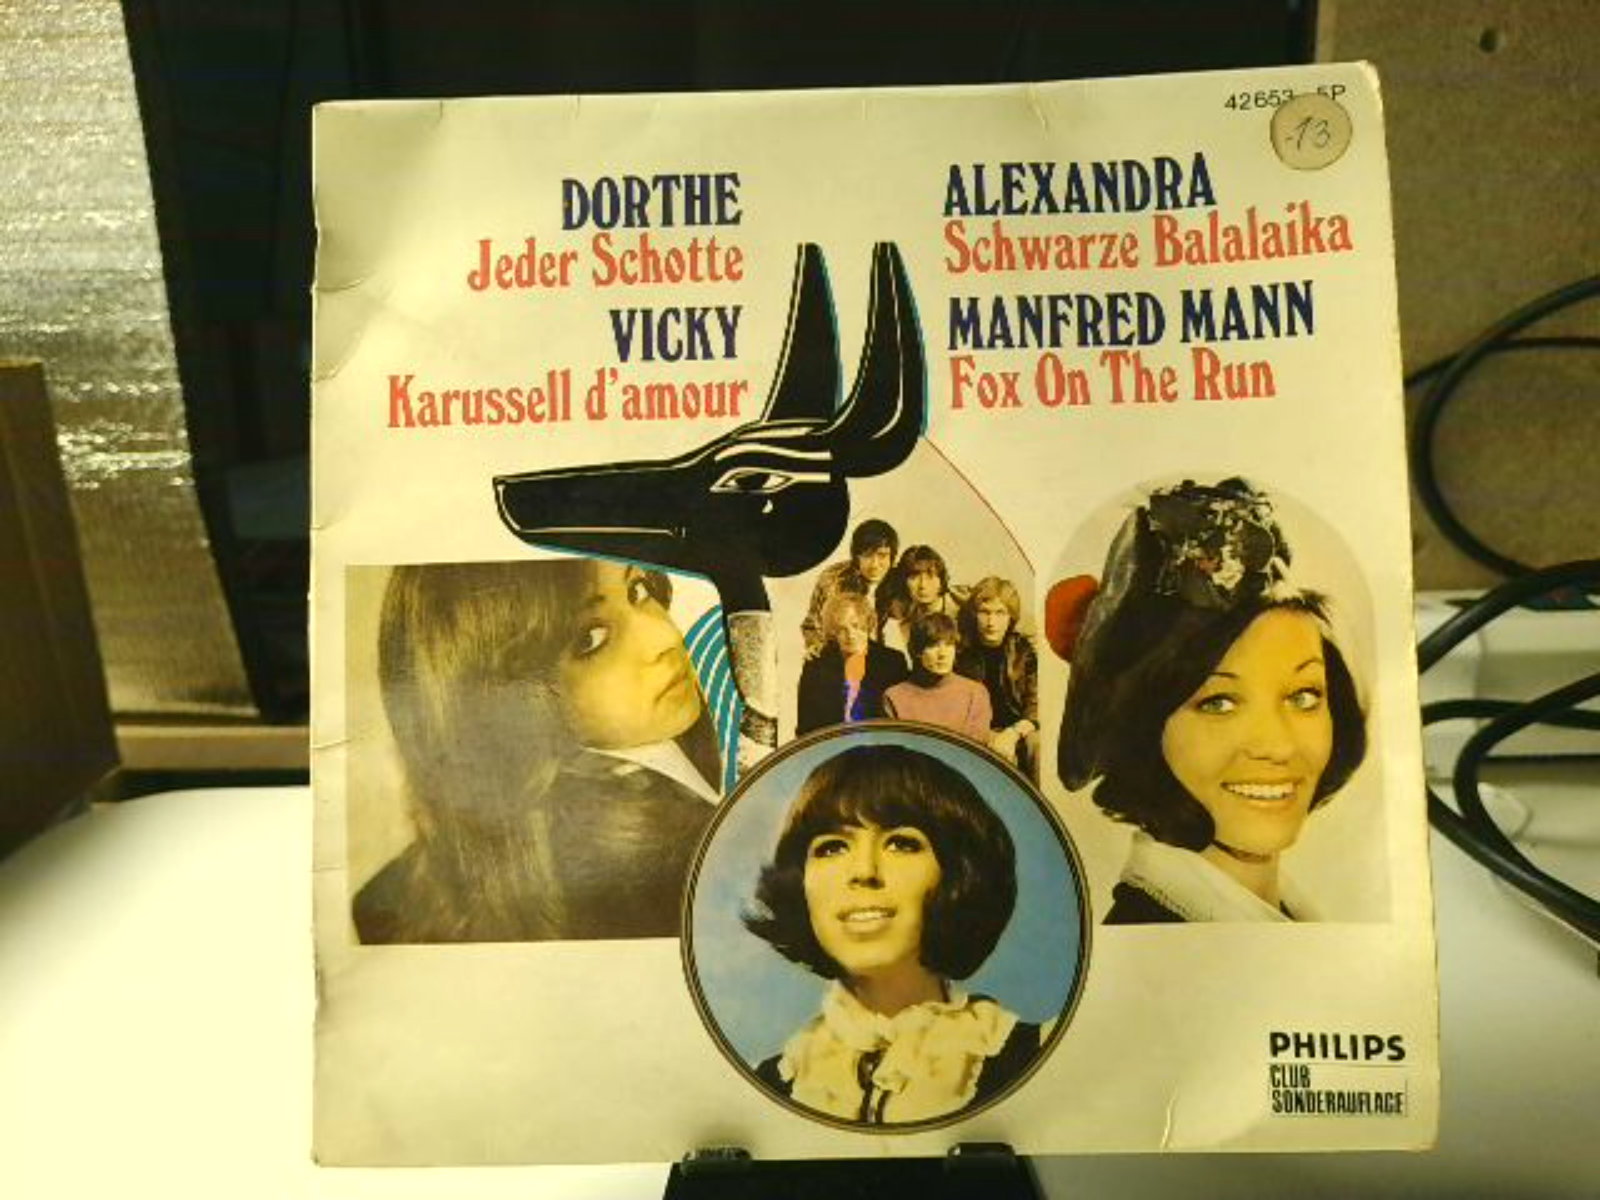 42653 5P
-13
DORTHE
Jeder Schotte
VICKY
Karussell d'amour
ALEXANDRA
Schwarze Balalaika
MANFRED MANN
Fox On The Run
PHILIPS
CLUB
SONDERAUFLAGE